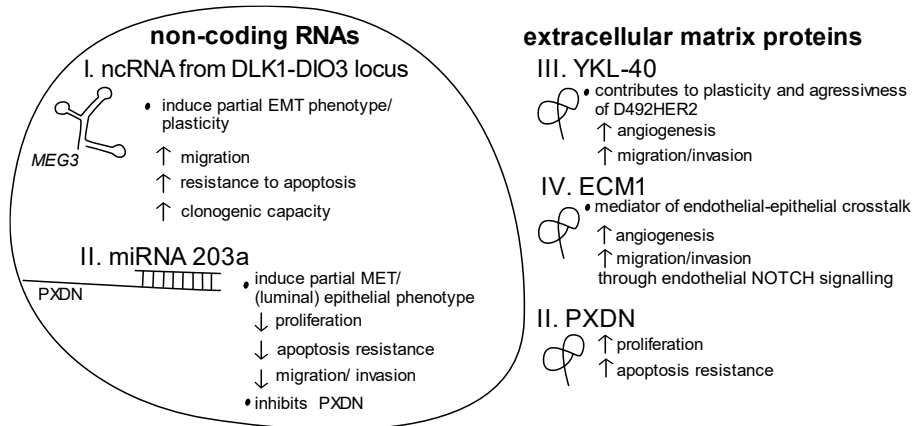 non-coding RNAs
I. ncRNA from DLK1-DIO3 locus
MEG3
• induce partial EMT phenotype/
plasticity
↑ migration
↑ resistance to apoptosis
↑ clonogenic capacity
II. miRNA 203a
PXDN
• induce partial MET/
(luminal) epithelial phenotype
↓ proliferation
↓ apoptosis resistance
↓ migration/ invasion
• inhibits PXDN
extracellular matrix proteins
III. YKL-40
• contributes to plasticity and agressivness
of D492HER2
↑ angiogenesis
↑ migration/invasion
IV. ECM1
• mediator of endothelial-epithelial crosstalk
↑ angiogenesis
↑ migration/invasion
through endothelial NOTCH signalling
II. PXDN
↑ proliferation
↑ apoptosis resistance